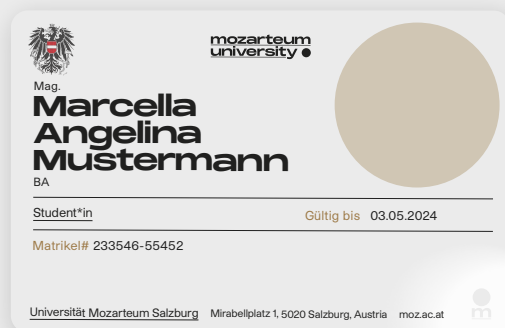 mozarteum
university
Mag.
Marcella
Angelina
Mustermann
BA
Student*in
Gültig bis 03.05.2024
Matrikel# 233546-55452
Universität Mozarteum Salzburg Mirabellplatz 1, 5020 Salzburg, Austria moz.ac.at
m